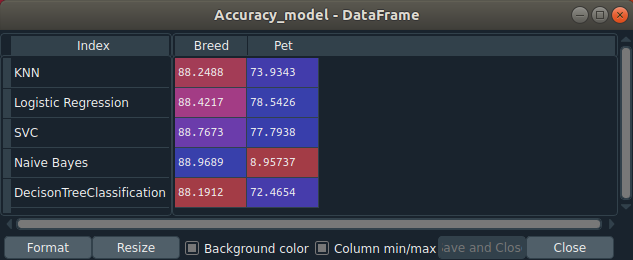 Accuracy_model - DataFrame
Index Breed Pet
KNN 88.2488 73.9343
Logistic Regression 88.4217 78.5426
SVC 88.7673 77.7938
Naive Bayes 88.9689 8.95737
DecisonTreeClassification 88.1912 72.4654
Format Resize Background color Column min/max ave and Clos Close